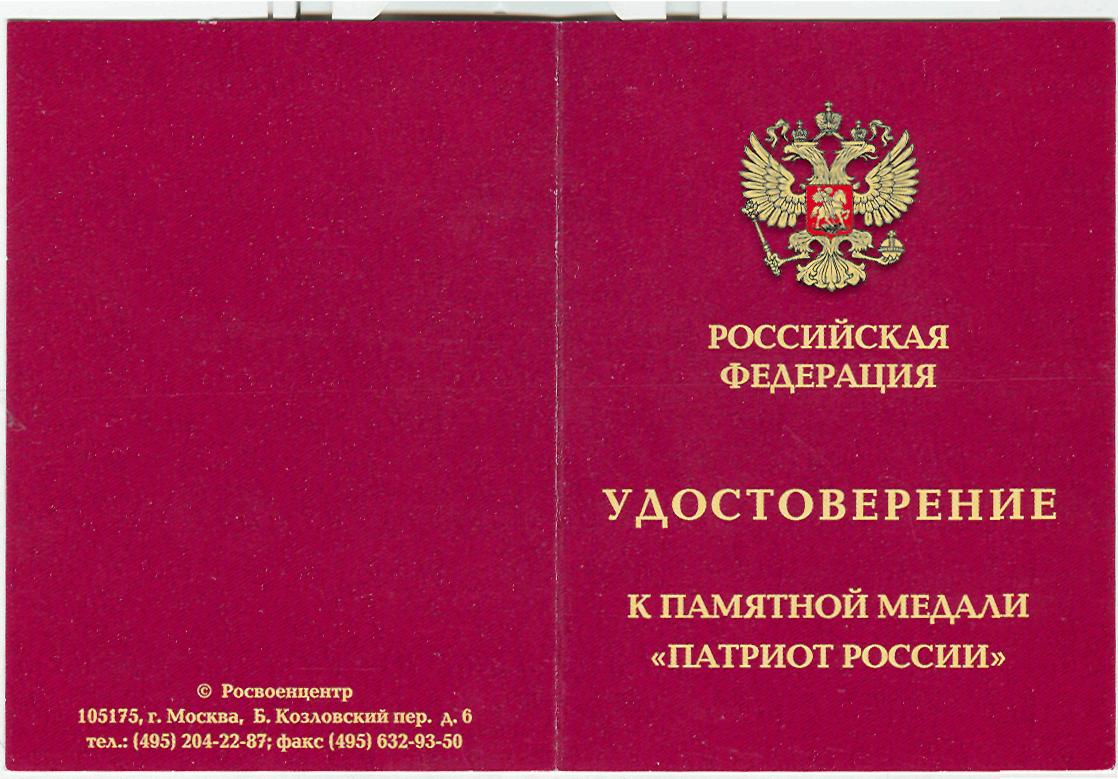 © Росвоенцентр
105175, г. Москва, Б. Козловский пер. д. 6
тел.: (495) 204-22-87; факс (495) 632-93-50
РОССИЙСКАЯ
ФЕДЕРАЦИЯ
УДОСТОВЕРЕНИЕ
К ПАМЯТНОЙ МЕДАЛИ
«ПАТРИОТ РОССИИ»